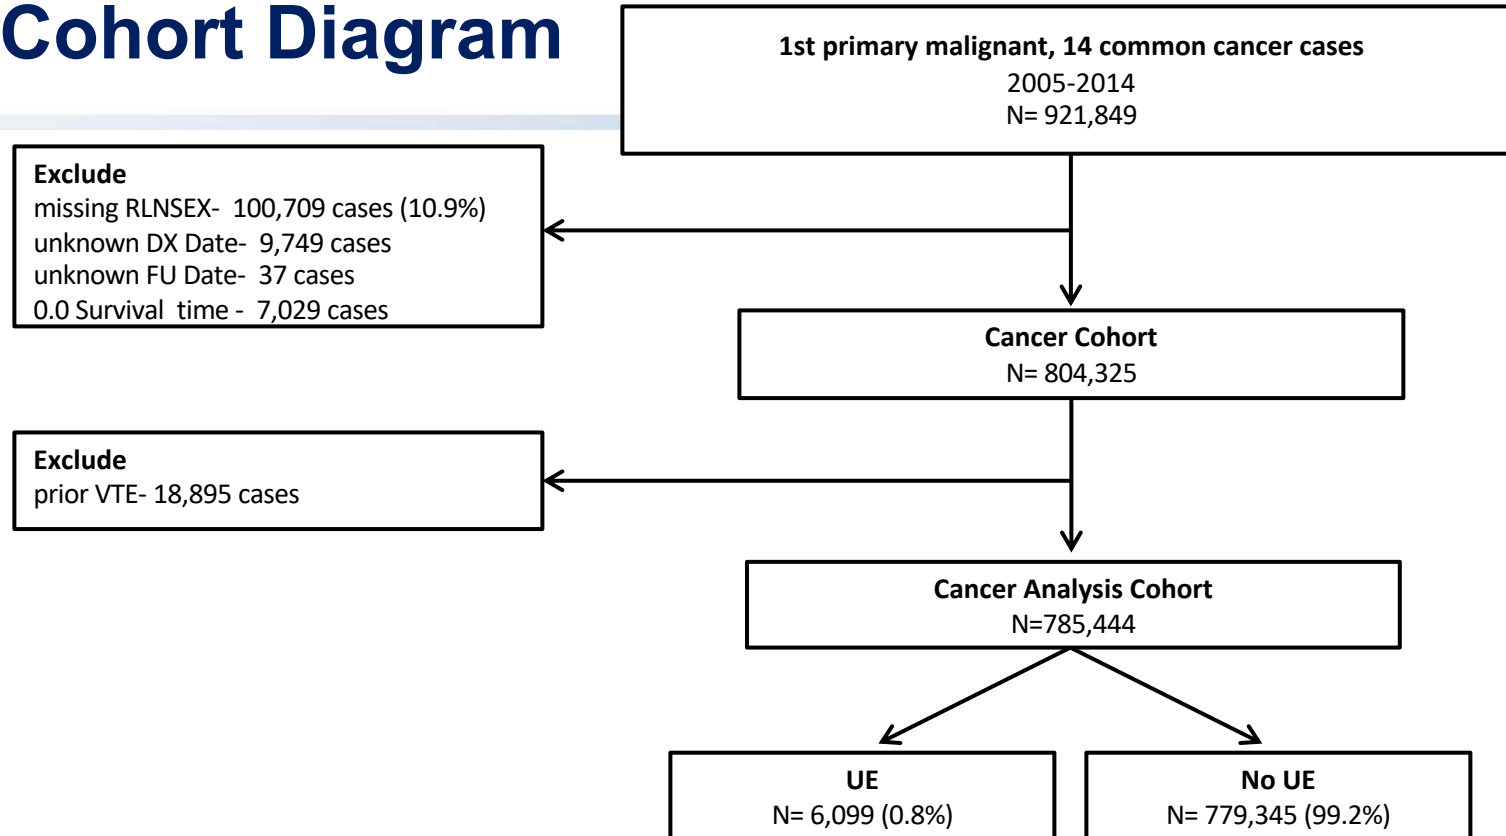 Cohort Diagram
1st primary malignant, 14 common cancer cases
2005-2014
N= 921,849
Exclude
missing RLNSEX- 100,709 cases (10.9%)
unknown DX Date- 9,749 cases
unknown FU Date- 37 cases
0.0 Survival time - 7,029 cases
Cancer Cohort
N= 804,325
Exclude
prior VTE- 18,895 cases
Cancer Analysis Cohort
N=785,444
UE
N= 6,099 (0.8%)
No UE
N= 779,345 (99.2%)